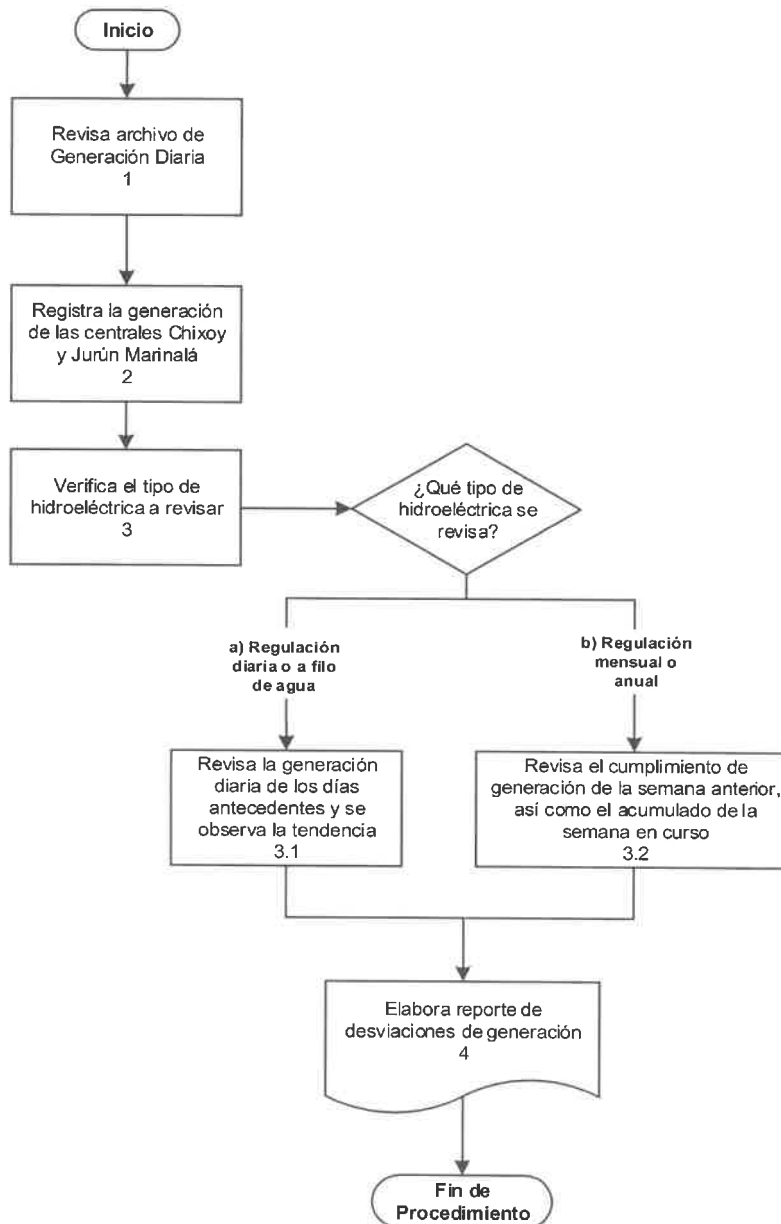 Inicio
Revisa archivo de
Generación Diaria
1
Registra la generación
de las centrales Chixoy
y Jurún Marinalá
2
Verifica el tipo de
hidroeléctrica a revisar
3
¿Qué tipo de
hidroeléctrica se
revisa?
a) Regulación
diaria o a filo
de agua
b) Regulación
mensual o
anual
Revisa la generación
diaria de los días
antecedentes y se
observa la tendencia
3.1
Revisa el cumplimiento de
generación de la semana anterior,
así como el acumulado de la
semana en curso
3.2
Elabora reporte de
desviaciones de generación
4
Fin de
Procedimiento